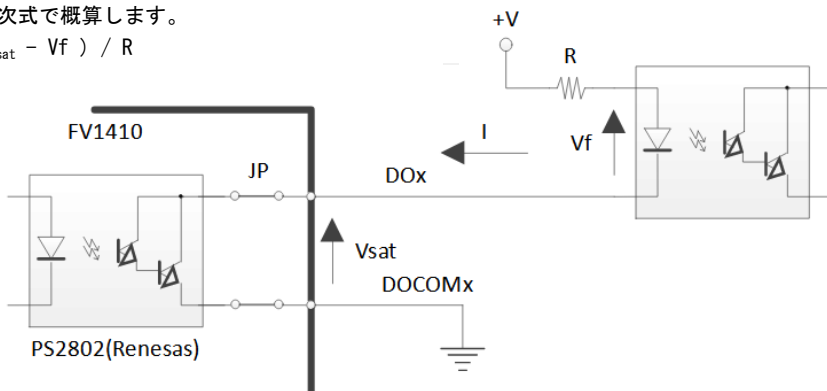 次式で概算します。
sat - Vf ) / R
+V
R
FV1410
I
Vf
JP
DOx
Vsat
DOCOMx
PS2802(Renesas)